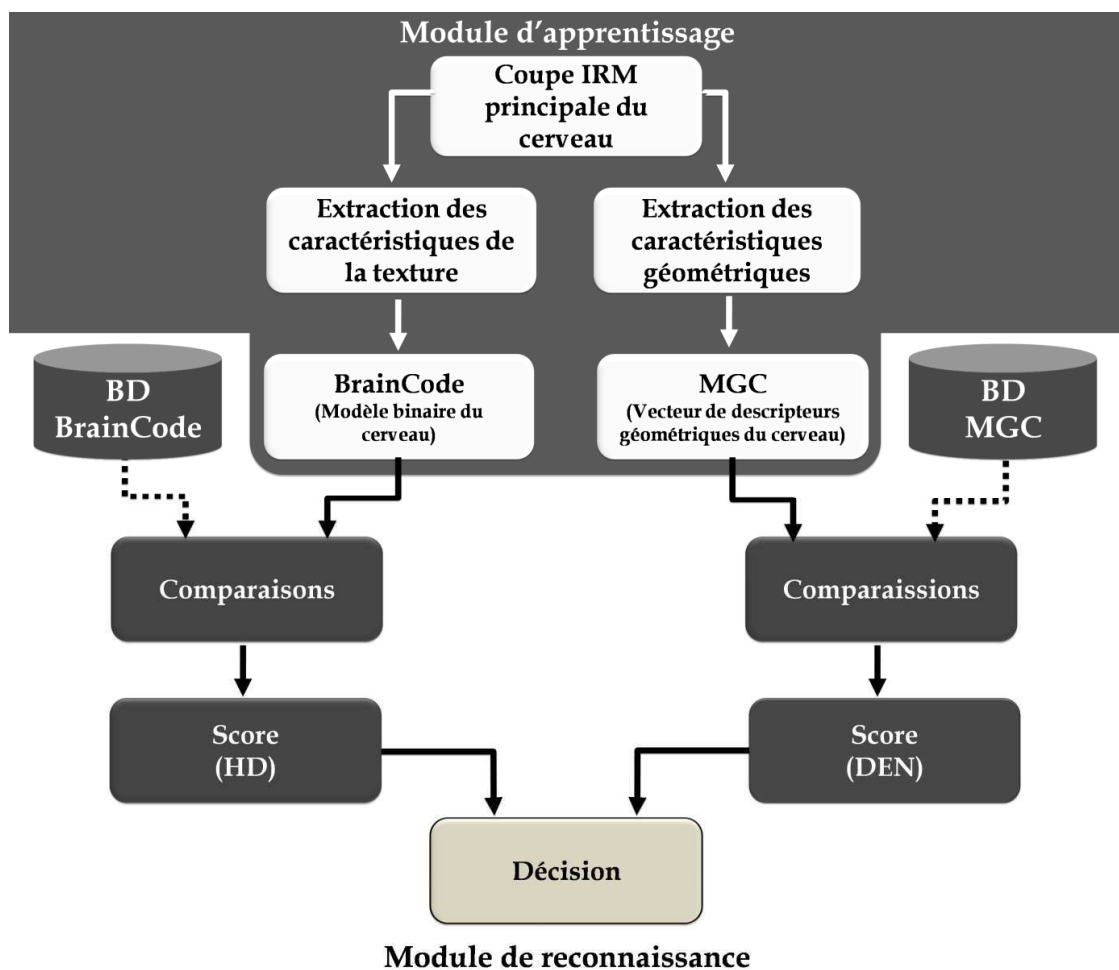 Module d'apprentissage
Coupe IRM
principale du
cerveau
Extraction des
caractéristiques de
la texture
Extraction des
caractéristiques
géométriques
BD
BrainCode
BrainCode
(Modèle binaire du
cerveau)
MGC
(Vecteur de descripteurs
géométriques du cerveau)
BD
MGC
Comparaisons
Comparaissions
Score
(HD)
Score
(DEN)
Décision
Module de reconnaissance